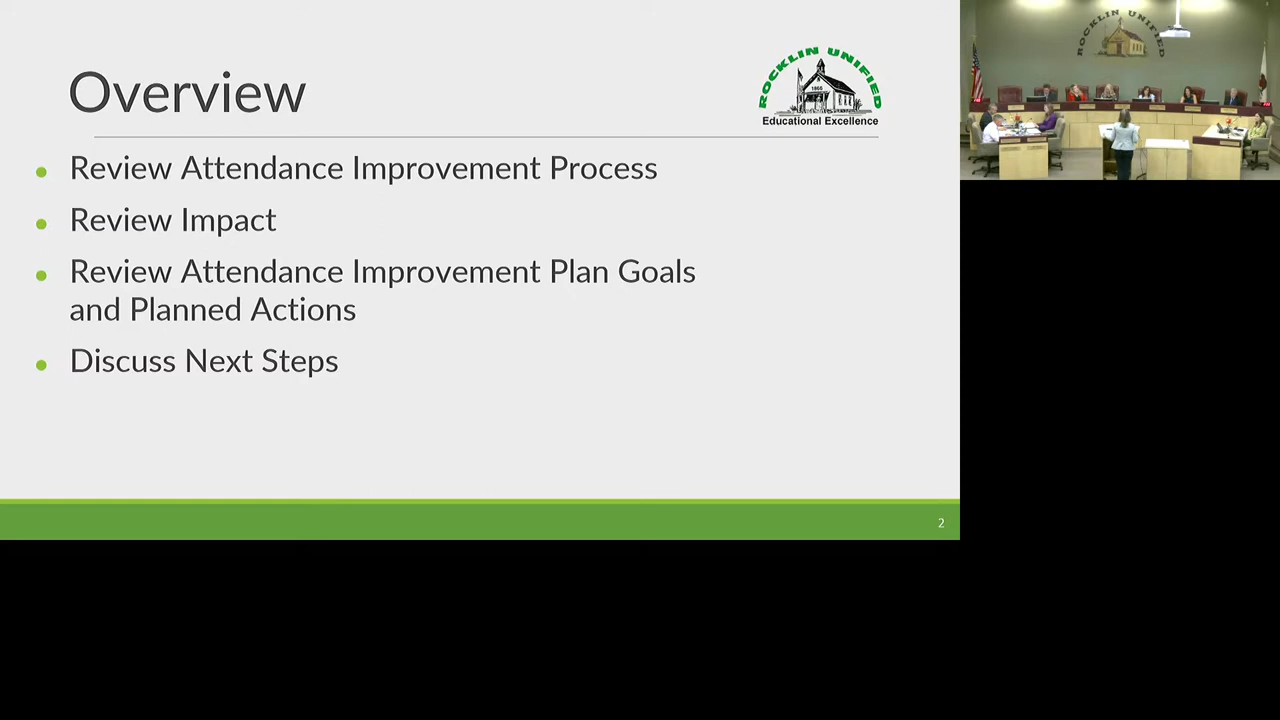 Overview
ROCKLIN UNIFIED
1866
Educational Excellence
Review Attendance Improvement Process
Review Impact
Review Attendance Improvement Plan Goals
and Planned Actions
Discuss Next Steps
2
ROCKLIN UNIFIED